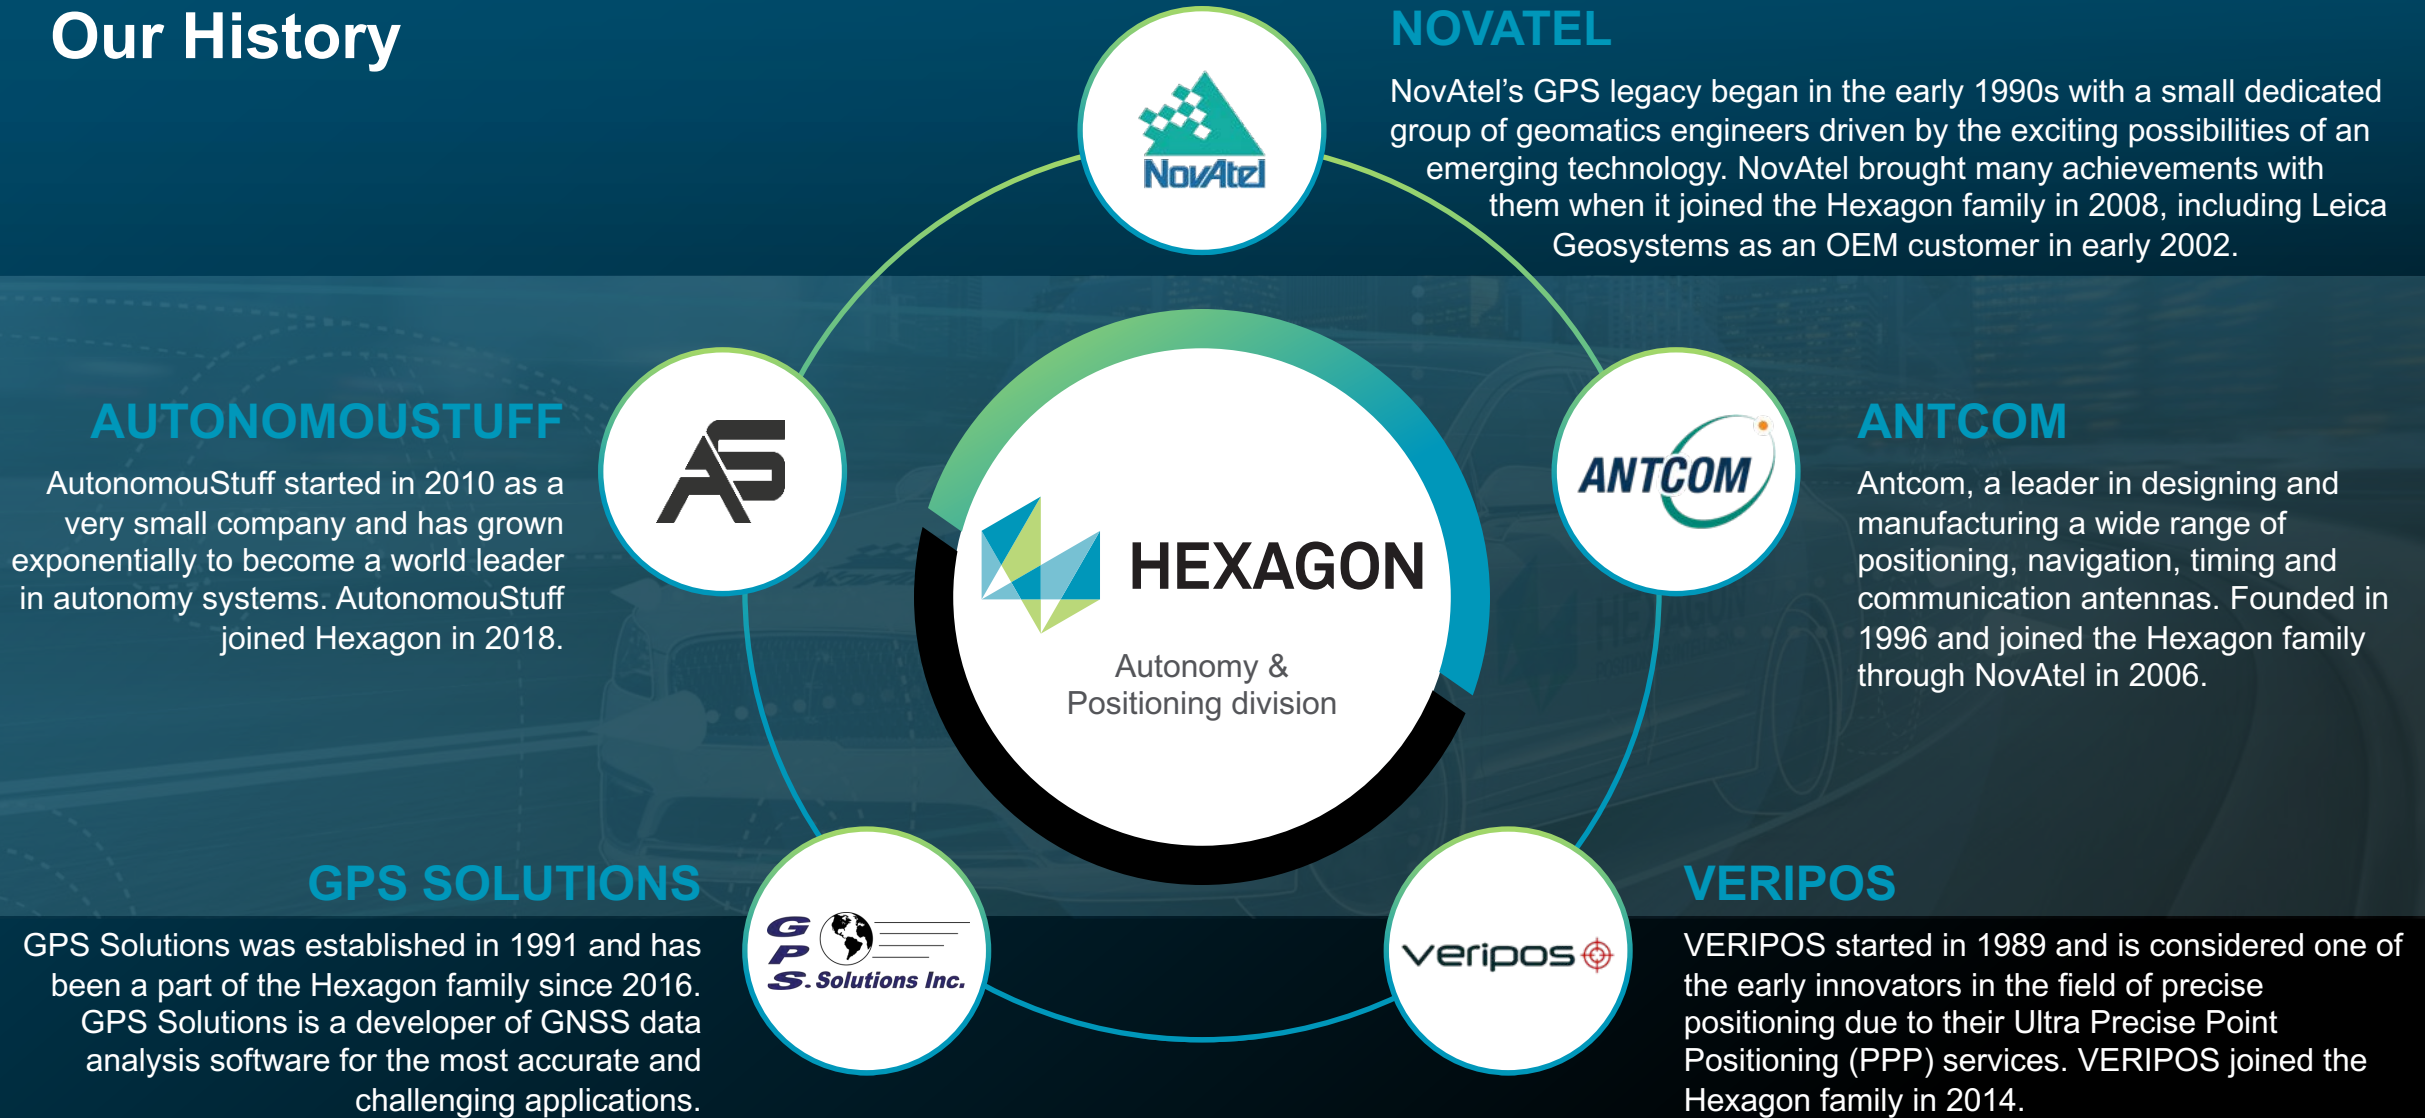 Our History
NovAtel
NOVATEL
NovAtel's GPS legacy began in the early 1990s with a small dedicated
group of geomatics engineers driven by the exciting possibilities of an
emerging technology. NovAtel brought many achievements with
them when it joined the Hexagon family in 2008, including Leica
Geosystems as an OEM customer in early 2002.
AUTONOMOUSTUFF
AutonomouStuff started in 2010 as a
very small company and has grown
exponentially to become a world leader
in autonomy systems. AutonomouStuff
joined Hexagon in 2018.
AS
HEXAGON
Autonomy &
Positioning division
ANTCOM
ANTCOM
Antcom, a leader in designing and
manufacturing a wide range of
positioning, navigation, timing and
communication antennas. Founded in
1996 and joined the Hexagon family
through NovAtel in 2006.
GPS SOLUTIONS
GPS Solutions was established in 1991 and has
been a part of the Hexagon family since 2016.
GPS Solutions is a developer of GNSS data
analysis software for the most accurate and
challenging applications.
G
P
S. Solutions Inc.
veripos
VERIPOS
VERIPOS started in 1989 and is considered one of
the early innovators in the field of precise
positioning due to their Ultra Precise Point
Positioning (PPP) services. VERIPOS joined the
Hexagon family in 2014.